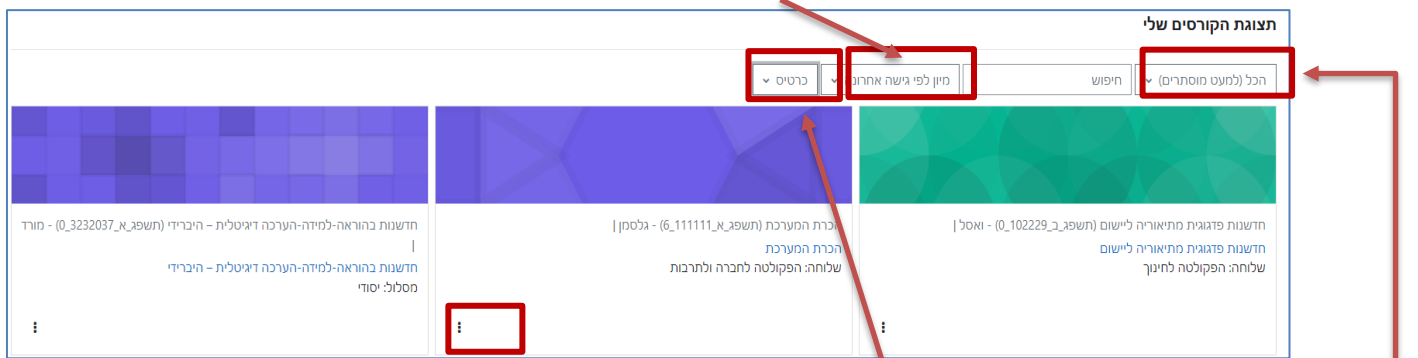 תצוגת הקורסים שלי
הכל (למעט מוסתרים)
חיפוש
מיון לפי גישה אחרונ
כרטיס
חדשנות פדגוגית מתיאוריה ליישום (תשפג_ב_102229_0) - ואסל |
חדשנות פדגוגית מתיאוריה ליישום
שלוחה: הפקולטה לחינוך
הכרת המערכת (תשפג_א_111111_6) - גלסמן |
הכרת המערכת
שלוחה: הפקולטה לחברה ולתרבות
חדשנות בהוראה-למידה-הערכה דיגיטלית – היברידי (תשפג_א_3232037_0) - מורד
|
חדשנות בהוראה-למידה-הערכה דיגיטלית – היברידי
מסלול: יסודי